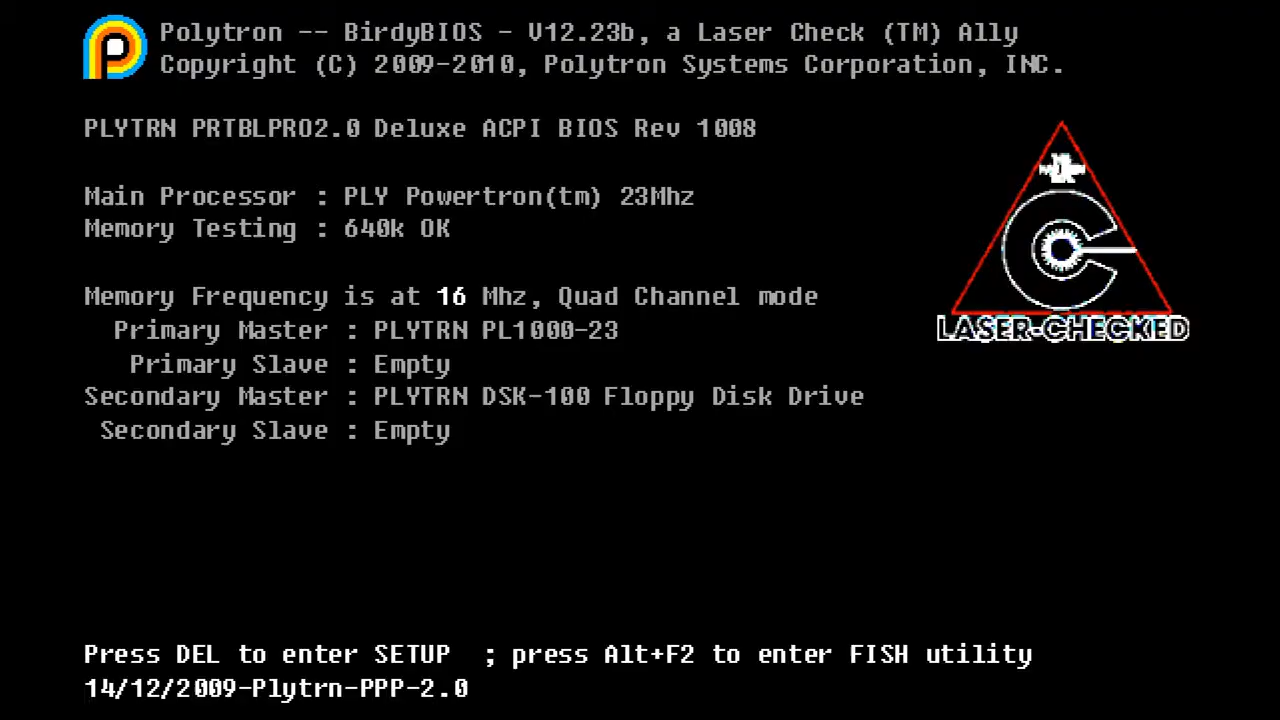 Polytron -- BirdyBIOS - V12.23b, a Laser Check (TM) Ally
Copyright (C) 2009-2010, Polytron Systems Corporation, INC.
PLYTRN PRTBLPRO2.0 Deluxe ACPI BIOS Rev 1008
Main Processor : PLY Powertron(tm) 23Mhz
Memory Testing : 640k OK
Memory Frequency is at 16 Mhz, Quad Channel mode
Primary Master : PLYTRN PL1000-23
Primary Slave : Empty
Secondary Master : PLYTRN DSK-100 Floppy Disk Drive
Secondary Slave : Empty
LASER-CHECKED
Press DEL to enter SETUP ; press Alt+F2 to enter FISH utility
14/12/2009-Plytrn-PPP-2.0